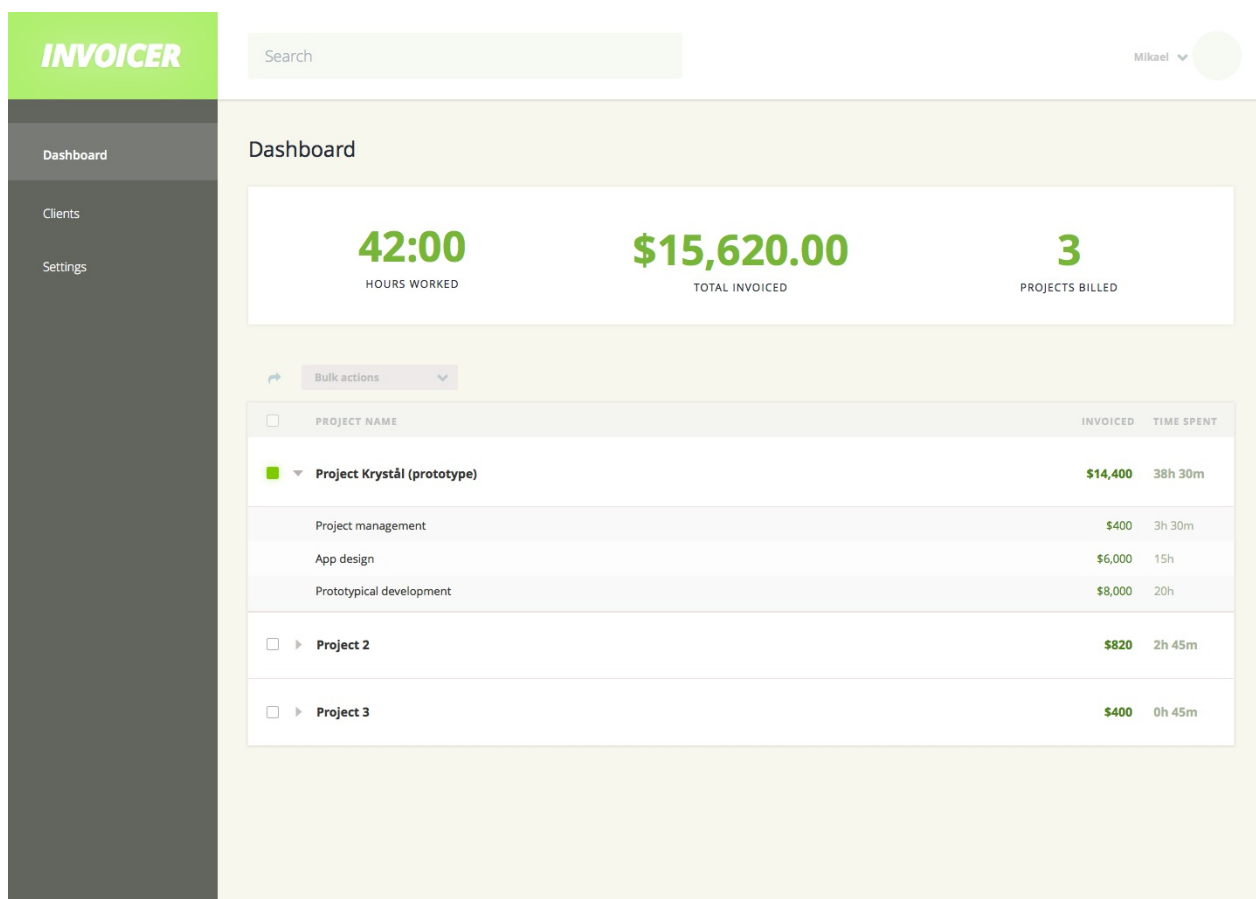 INVOICER
Search
Mikael
Dashboard
Clients
Settings
Dashboard
42:00
HOURS WORKED
$15,620.00
TOTAL INVOICED
3
PROJECTS BILLED
Bulk actions
PROJECT NAME INVOICED TIME SPENT
Project Krystål (prototype) $14,400 38h 30m
Project management $400 3h 30m
App design $6,000 15h
Prototypical development $8,000 20h
Project 2 $820 2h 45m
Project 3 $400 0h 45m